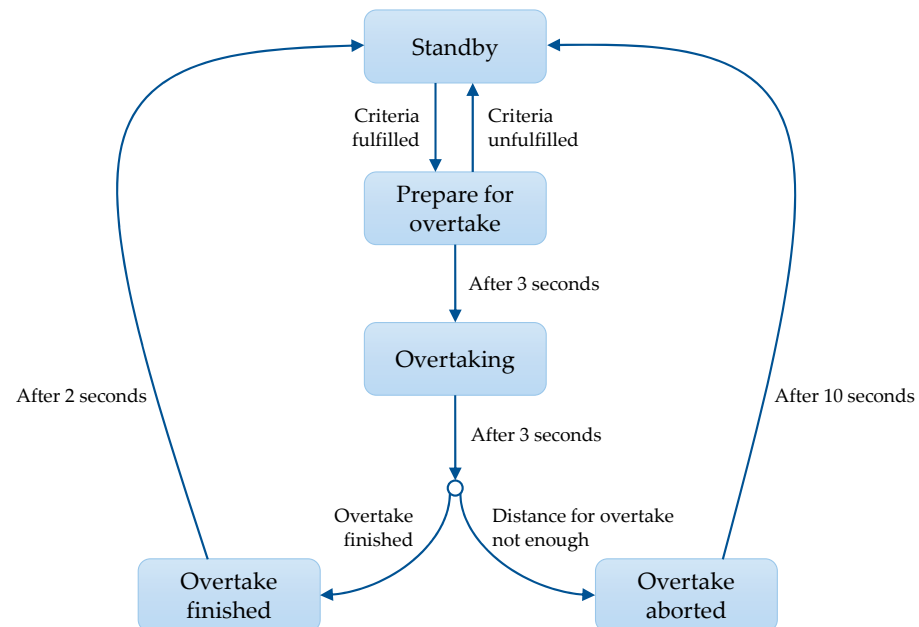 Standby
Criteria
fulfilled
Criteria
unfulfilled
Prepare for
overtake
After 3 seconds
Overtaking
After 2 seconds
After 10 seconds
After 3 seconds
Overtake
finished
Distance for overtake
not enough
Overtake
finished
Overtake
aborted